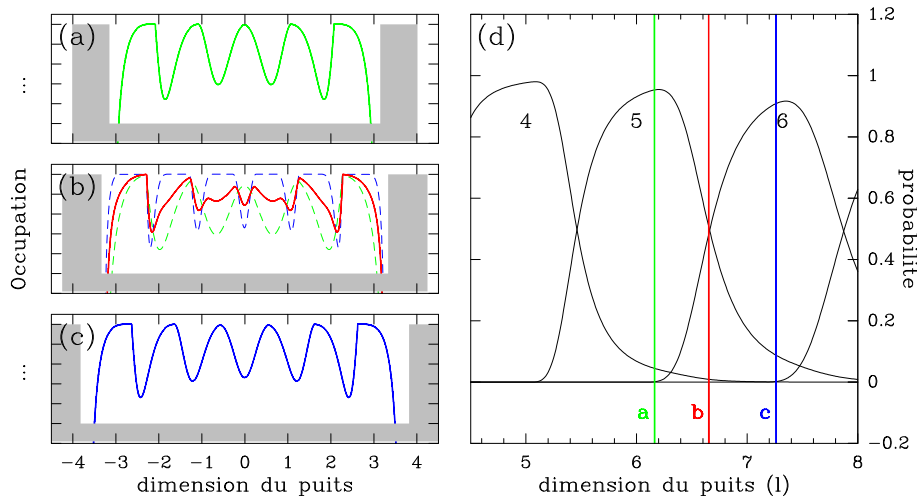 (a)
...
(b)
Occupation
(c)
...
-4 -3 -2 -1 0 1 2 3 4
dimension du puits
(d)
4
5
6
a
b
c
1.2
1
0.8
0.6
0.4
0.2
0
-0.2
probabilite
5 6 7 8
dimension du puits (l)